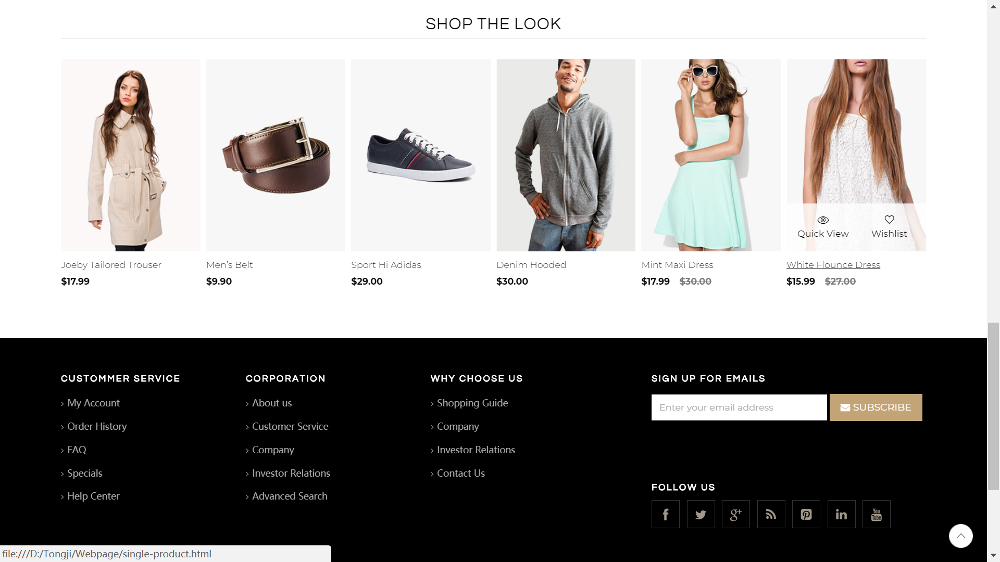 SHOP THE LOOK
Quick View
Wishlist
Joeby Tailored Trouser
$17.99
Men’s Belt
$9.90
Sport Hi Adidas
$29.00
Denim Hooded
$30.00
Mint Maxi Dress
$17.99 $30.00
White Flounce Dress
$15.99 $27.00
CUSTOMMER SERVICE
› My Account
› Order History
› FAQ
› Specials
› Help Center
CORPORATION
› About us
› Customer Service
› Company
› Investor Relations
› Advanced Search
WHY CHOOSE US
› Shopping Guide
› Company
› Investor Relations
› Contact Us
SIGN UP FOR EMAILS
Enter your email address
SUBSCRIBE
FOLLOW US
You
Tube
file:///D:/Tongji/Webpage/single-product.html